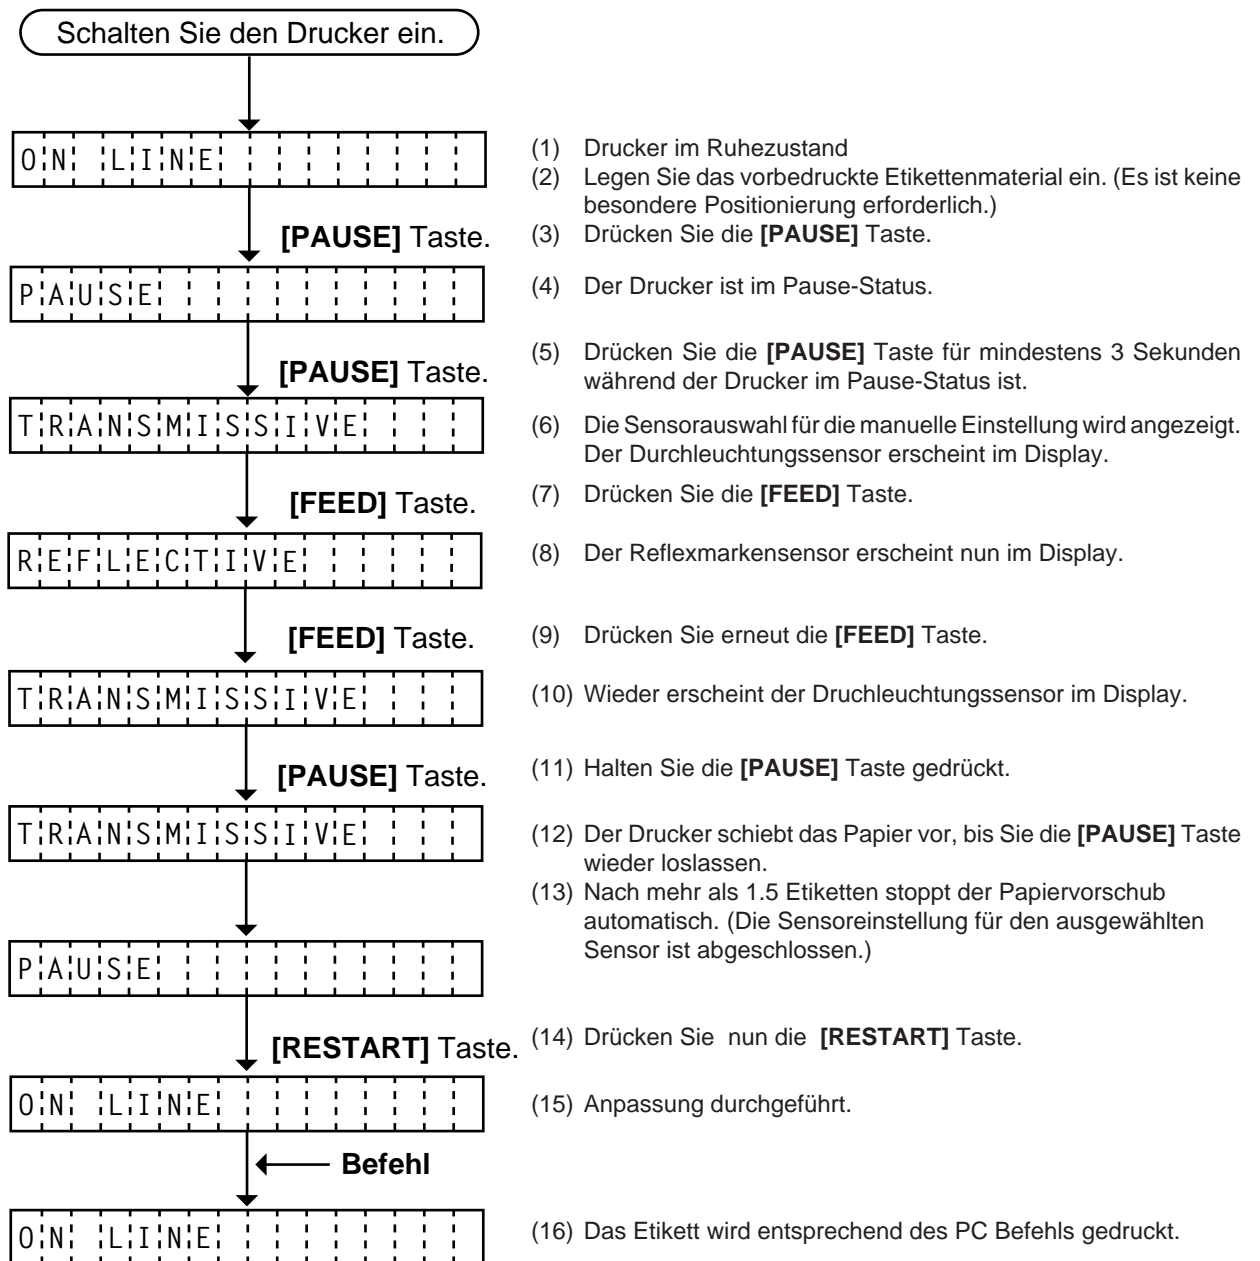 Schalten Sie den Drucker ein.
ON LINE
(1) Drucker im Ruhezustand
(2) Legen Sie das vorbedruckte Etikettenmaterial ein. (Es ist keine
besondere Positionierung erforderlich.)
[PAUSE] Taste.
(3) Drücken Sie die [PAUSE] Taste.
PAUSE
(4) Der Drucker ist im Pause-Status.
[PAUSE] Taste.
(5) Drücken Sie die [PAUSE] Taste für mindestens 3 Sekunden
während der Drucker im Pause-Status ist.
TRANSMISSIVE
(6) Die Sensorauswahl für die manuelle Einstellung wird angezeigt.
Der Durchleuchtungssensor erscheint im Display.
[FEED] Taste.
(7) Drücken Sie die [FEED] Taste.
REFLECTIVE
(8) Der Reflexmarkensensor erscheint nun im Display.
[FEED] Taste.
(9) Drücken Sie erneut die [FEED] Taste.
TRANSMISSIVE
(10) Wieder erscheint der Druchleuchtungssensor im Display.
[PAUSE] Taste.
(11) Halten Sie die [PAUSE] Taste gedrückt.
TRANSMISSIVE
(12) Der Drucker schiebt das Papier vor, bis Sie die [PAUSE] Taste
wieder loslassen.
(13) Nach mehr als 1.5 Etiketten stoppt der Papiervorschub
automatisch. (Die Sensoreinstellung für den ausgewählten
Sensor ist abgeschlossen.)
PAUSE
[RESTART] Taste.
(14) Drücken Sie nun die [RESTART] Taste.
ON LINE
(15) Anpassung durchgeführt.
Befehl
ON LINE
(16) Das Etikett wird entsprechend des PC Befehls gedruckt.